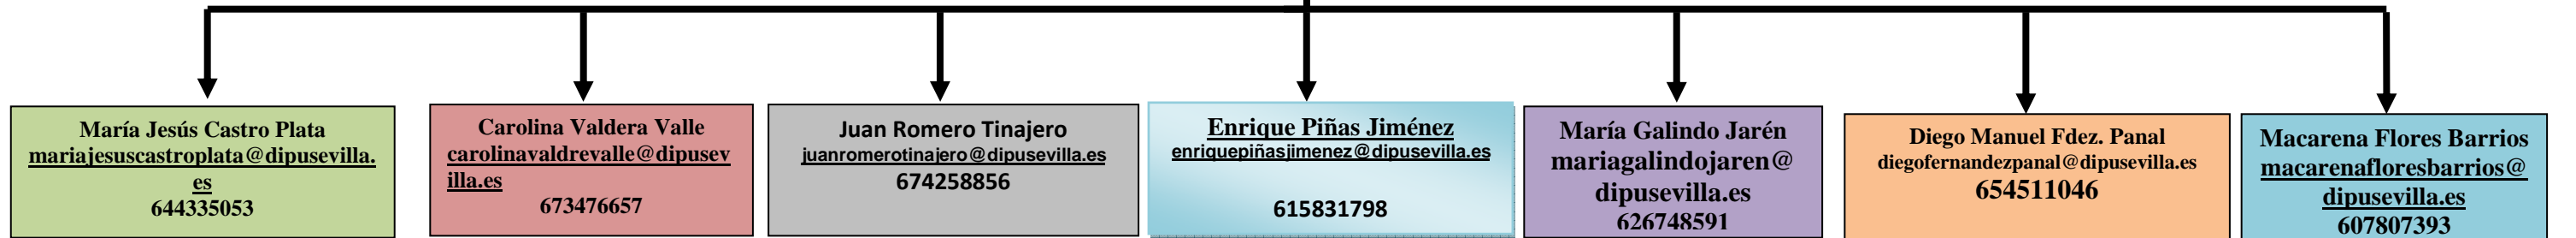 María Jesús Castro Plata
mariajesuscastroplata@dipusevilla.
es
644335053
Carolina Valdera Valle
carolinavaldrevalle@dipusev
illa.es
673476657
Juan Romero Tinajero
juanromerotinajero@dipusevilla.es
674258856
Enrique Piñas Jiménez
enriquepiñasjimenez@dipusevilla.es
615831798
María Galindo Jarén
mariagalindojaren@
dipusevilla.es
626748591
Diego Manuel Fdez. Panal
diegofernandezpanal@dipusevilla.es
654511046
Macarena Flores Barrios
macarenafloresbarrios@
dipusevilla.es
607807393